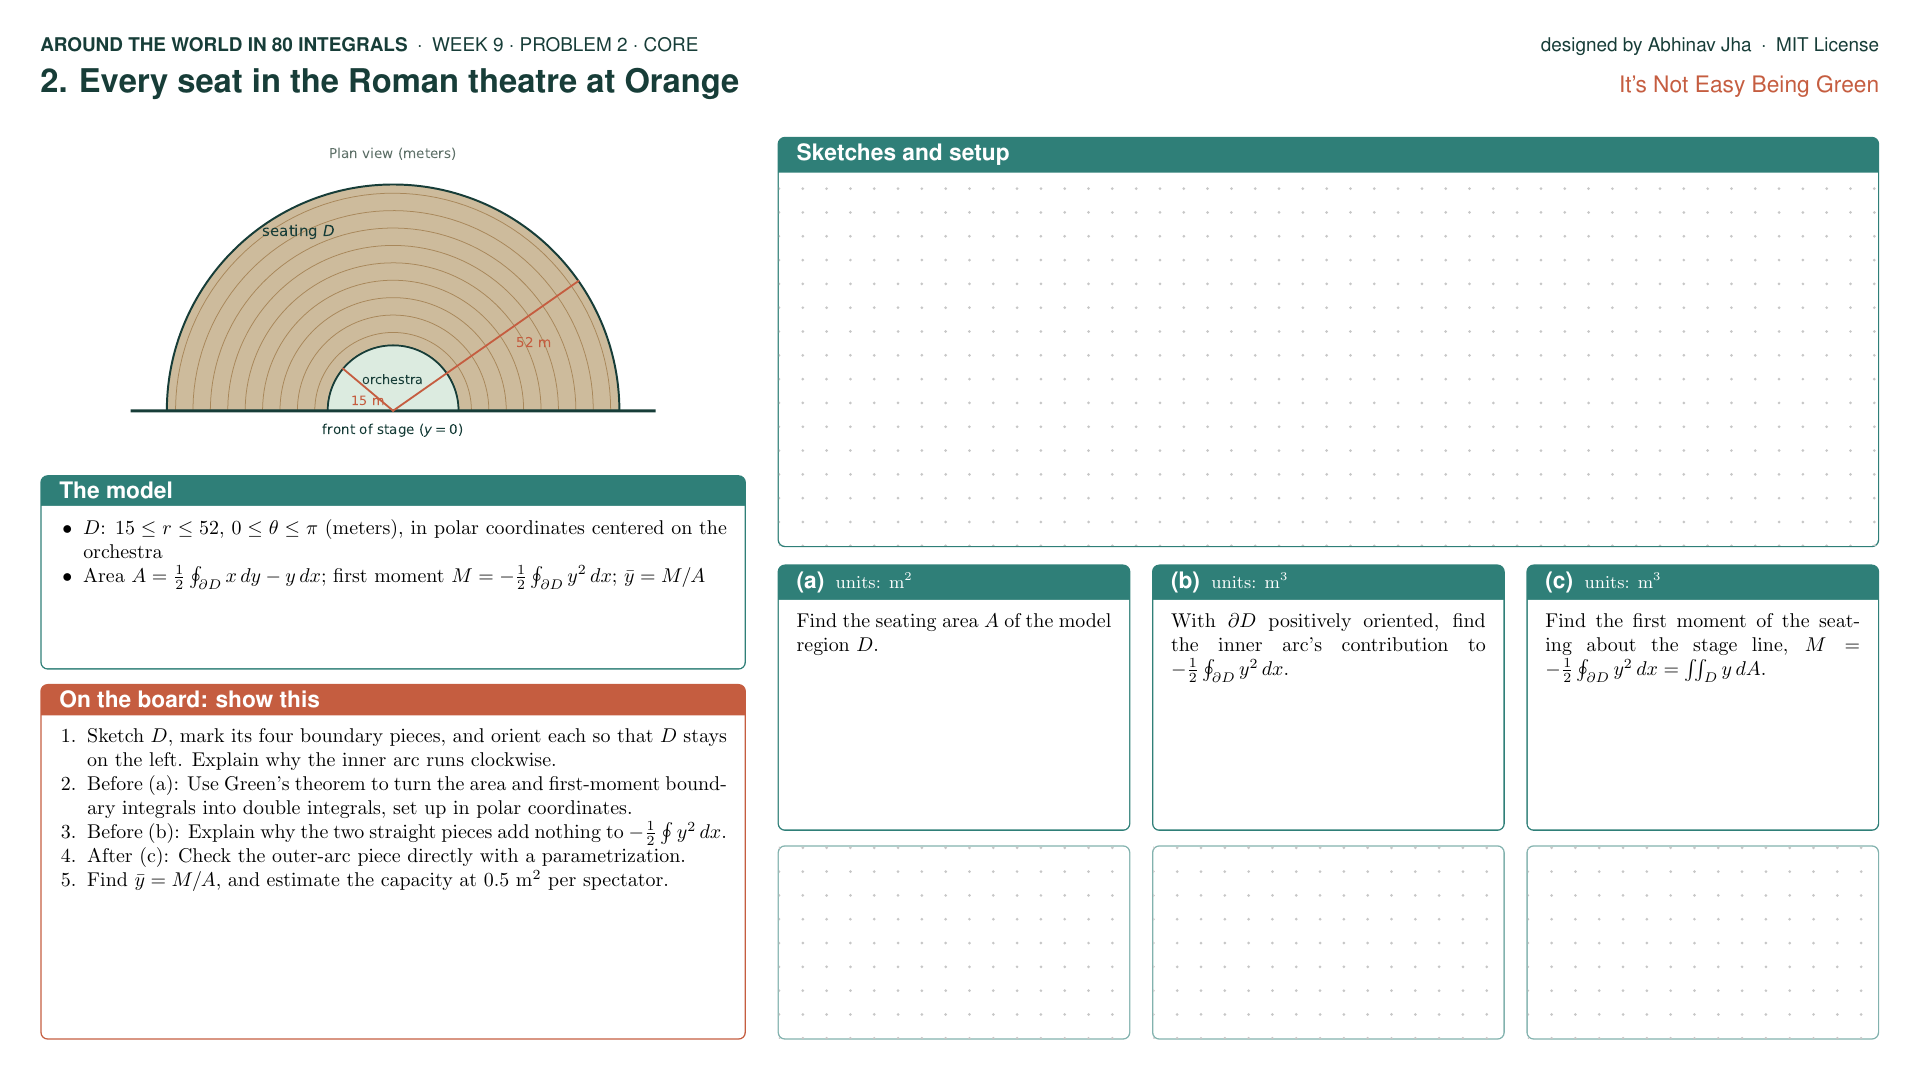 AROUND THE WORLD IN 80 INTEGRALS · WEEK 9 · PROBLEM 2 · CORE
designed by Abhinav Jha · MIT License
2. Every seat in the Roman theatre at Orange
It's Not Easy Being Green
Plan view (meters)
seating D
52 m
orchestra
15 m
front of stage (y = 0)
The model
• D: 15 ≤ r ≤ 52, 0 ≤ θ ≤ π (meters), in polar coordinates centered on the
orchestra
• Area A = ½ ∮_{∂D} x dy − y dx; first moment M = −½ ∮_{∂D} y² dx; ȳ = M/A
On the board: show this
1. Sketch D, mark its four boundary pieces, and orient each so that D stays
on the left. Explain why the inner arc runs clockwise.
2. Before (a): Use Green's theorem to turn the area and first-moment bound-
ary integrals into double integrals, set up in polar coordinates.
3. Before (b): Explain why the two straight pieces add nothing to −½ ∮ y² dx.
4. After (c): Check the outer-arc piece directly with a parametrization.
5. Find ȳ = M/A, and estimate the capacity at 0.5 m² per spectator.
Sketches and setup
(a) units: m²
Find the seating area A of the model
region D.
(b) units: m³
With ∂D positively oriented, find
the inner arc's contribution to
−½ ∮_{∂D} y² dx.
(c) units: m³
Find the first moment of the seat-
ing about the stage line, M =
−½ ∮_{∂D} y² dx = ∬_D y dA.